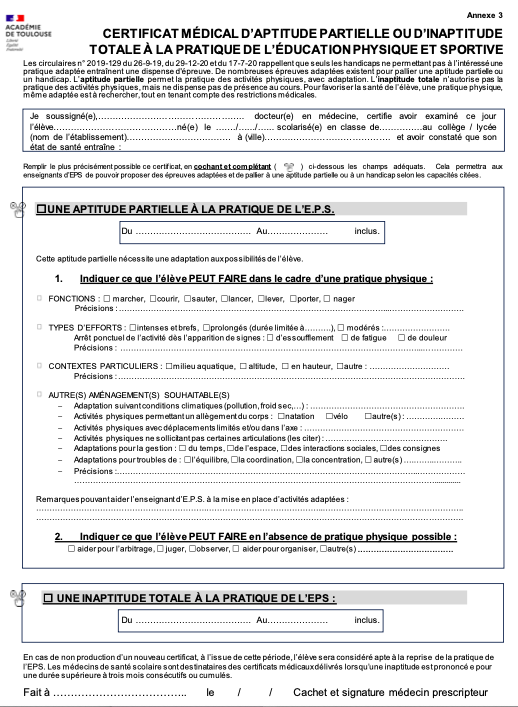 Annexe 3
ACADÉMIE
DE TOULOUSE
Liberté
Égalité
Fraternité
CERTIFICAT MÉDICAL D'APTITUDE PARTIELLE OU D'INAPTITUDE
TOTALE À LA PRATIQUE DE L'ÉDUCATION PHYSIQUE ET SPORTIVE
Les circulaires n° 2019-129 du 26-9-19, du 29-12-20 et du 17-7-20 rappellent que seuls les handicaps ne permettant pas à l'intéressé une
pratique adaptée entraînent une dispense d'épreuve. De nombreuses épreuves adaptées existent pour pallier une aptitude partielle ou
un handicap. L'aptitude partielle permet la pratique des activités physiques, avec adaptation. L'inaptitude totale n'autorise pas la
pratique des activités physiques, mais ne dispense pas de présence au cours. Pour favoriser la santé de l'élève, une pratique physique,
même adaptée est à rechercher, tout en tenant compte des restrictions médicales.
Je soussigné(e),.............................................. docteur(e) en médecine, certifie avoir examiné ce jour
l'élève....................................né(e) le ....../....../...... scolarisé(e) en classe de.................au collège / lycée
(nom de l'établissement)............................ à (ville)................................... et avoir constaté que son
état de santé entraîne :
Remplir le plus précisément possible ce certificat, en cochant et complétant ( ) ci-dessous les champs adéquats. Cela permettra aux
enseignants d'EPS de pouvoir proposer des épreuves adaptées et de pallier à une aptitude partielle ou à un handicap selon les capacités citées.
☐UNE APTITUDE PARTIELLE À LA PRATIQUE DE L'E.P.S.
Du ............................... Au.................... inclus.
Cette aptitude partielle nécessite une adaptation aux possibilités de l'élève.
1. Indiquer ce que l'élève PEUT FAIRE dans le cadre d'une pratique physique :
☐ FONCTIONS : ☐ marcher, ☐courir, ☐sauter, ☐lancer, ☐lever, ☐porter, ☐ nager
Précisions :..............................................................................................
☐ TYPES D'EFFORTS : ☐intenses et brefs, ☐prolongés (durée limitée à..........), ☐ modérés :.......................
Arrêt ponctuel de l'activité dès l'apparition de signes : ☐ d'essoufflement ☐ de fatigue ☐ de douleur
Précisions : ..............................................................................................
☐ CONTEXTES PARTICULIERS : ☐milieu aquatique, ☐altitude, ☐ en hauteur, ☐autre : ............................
Précisions :..............................................................................................
☐ AUTRE(S) AMÉNAGEMENT(S) SOUHAITABLE(S)
– Adaptation suivant conditions climatiques (pollution, froid sec,…) : ........................................
– Activités physiques permettant un allègement du corps : ☐natation ☐vélo ☐autre(s) : ..................
– Activités physiques avec déplacements limités et/ou dans l'axe : ........................................
– Activités physiques ne sollicitant pas certaines articulations (les citer) : ..............................
– Adaptations pour la gestion : ☐ du temps, ☐de l'espace, ☐des interactions sociales, ☐des consignes
– Adaptations pour troubles de : ☐l'équilibre, ☐la coordination, ☐la concentration, ☐ autre(s) ................
– Précisions :..............................................................................................
..............................................................................................
Remarques pouvant aider l'enseignant d'E.P.S. à la mise en place d'activités adaptées :
..............................................................................................
..............................................................................................
2. Indiquer ce que l'élève PEUT FAIRE en l'absence de pratique physique possible :
☐ aider pour l'arbitrage, ☐ juger, ☐observer, ☐ aider pour organiser, ☐autre(s) ................................
☐ UNE INAPTITUDE TOTALE À LA PRATIQUE DE L'EPS :
Du ............................... Au.................... inclus.
En cas de non production d'un nouveau certificat, à l'issue de cette période, l'élève sera considéré apte à la reprise de la pratique de
l'EPS. Les médecins de santé scolaire sont destinataires des certificats médicaux délivrés lorsqu'une inaptitude est prononcé e pour
une durée supérieure à trois mois consécutifs ou cumulés.
Fait à ……………………………….. le / / Cachet et signature médecin prescripteur